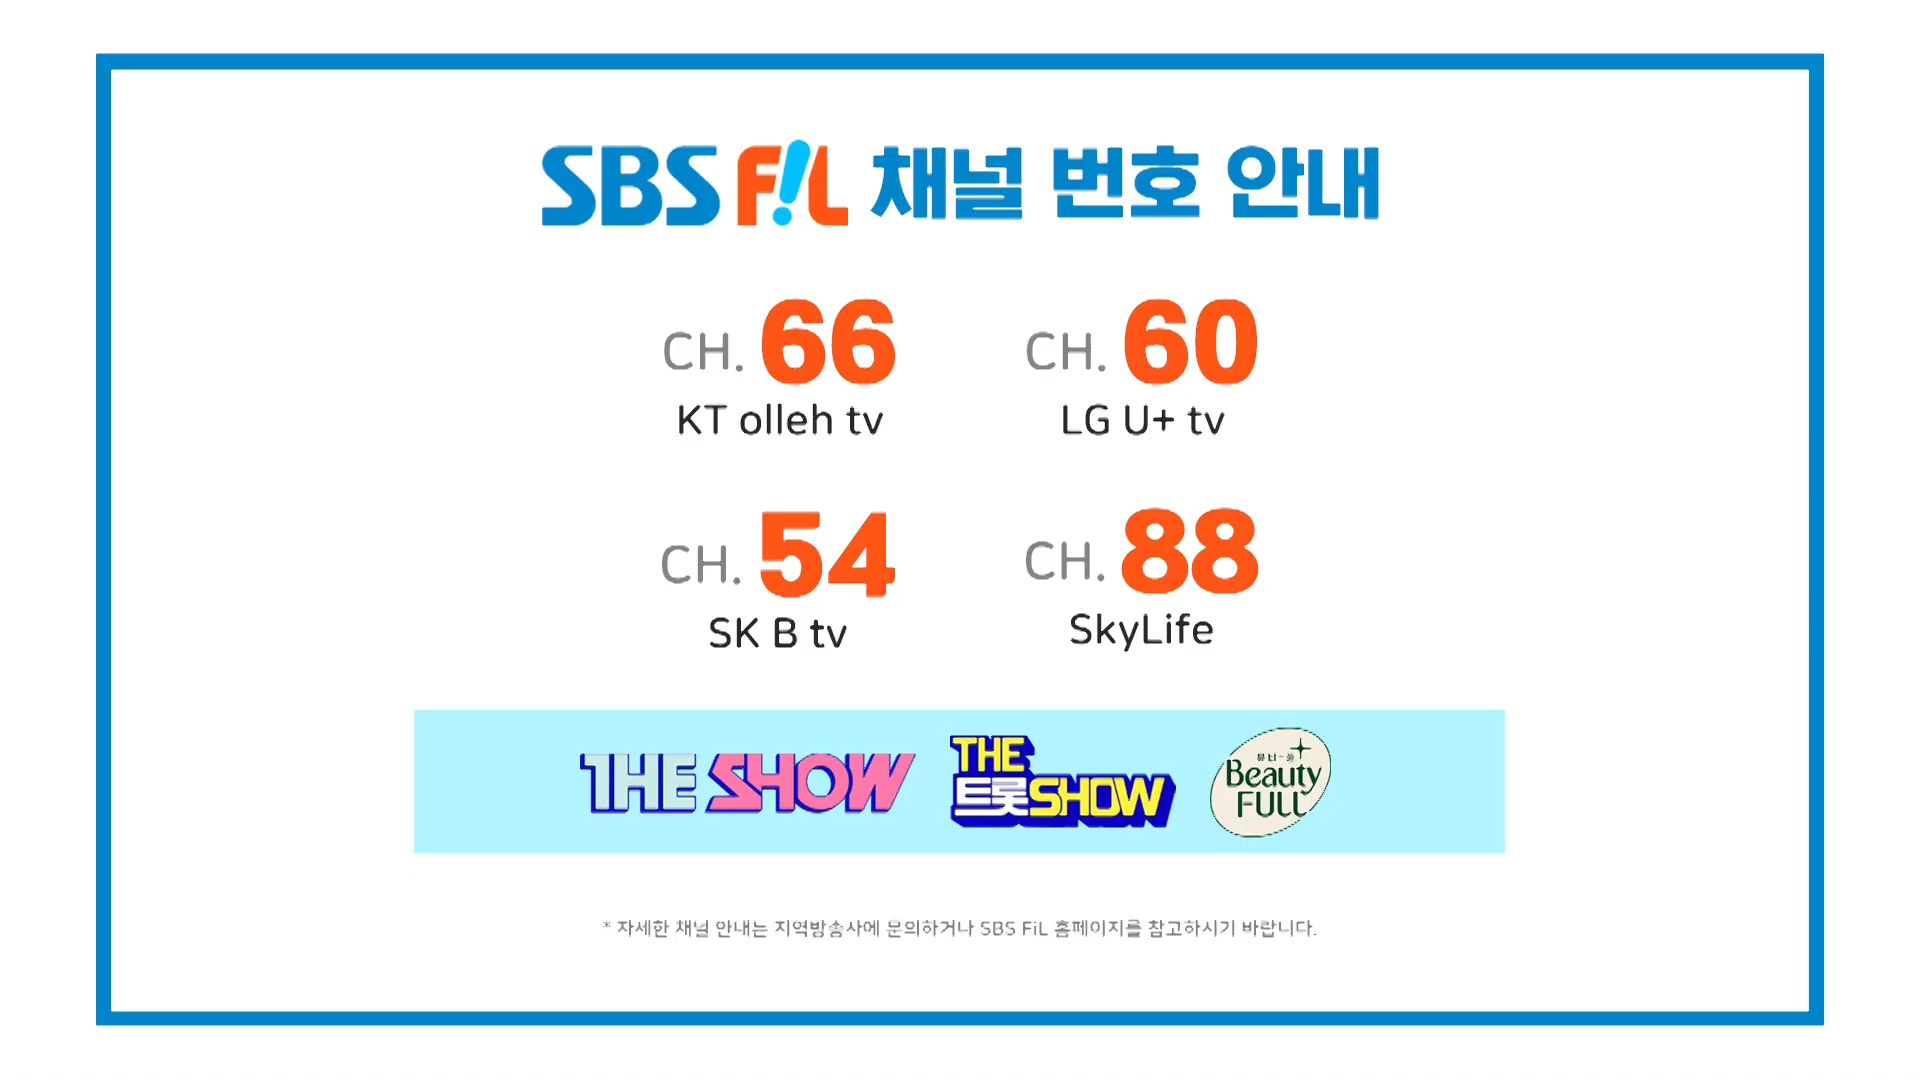 SBS F!L 채널 번호 안내
CH. 66
KT olleh tv
CH. 60
LG U+ tv
CH. 54
SK B tv
CH. 88
SkyLife
THE SHOW
THE
트롯SHOW
뷰티-풀
Beauty
FULL
* 자세한 채널 안내는 지역방송사에 문의하거나 SBS FiL 홈페이지를 참고하시기 바랍니다.